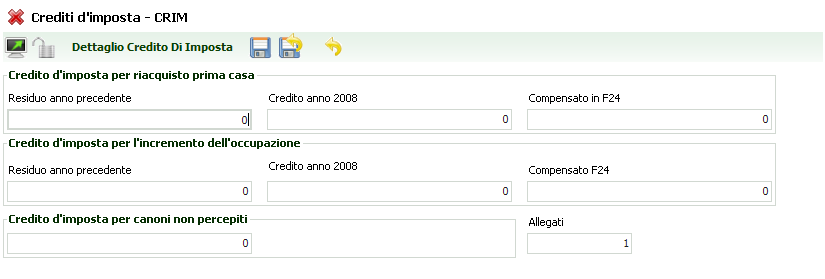 Crediti d'imposta - CRIM
Dettaglio Credito Di Imposta
Credito d'imposta per riacquisto prima casa
Residuo anno precedente Credito anno 2008 Compensato in F24
0 0 0
Credito d'imposta per l'incremento dell'occupazione
Residuo anno precedente Credito anno 2008 Compensato F24
0 0 0
Credito d'imposta per canoni non percepiti Allegati
0 1